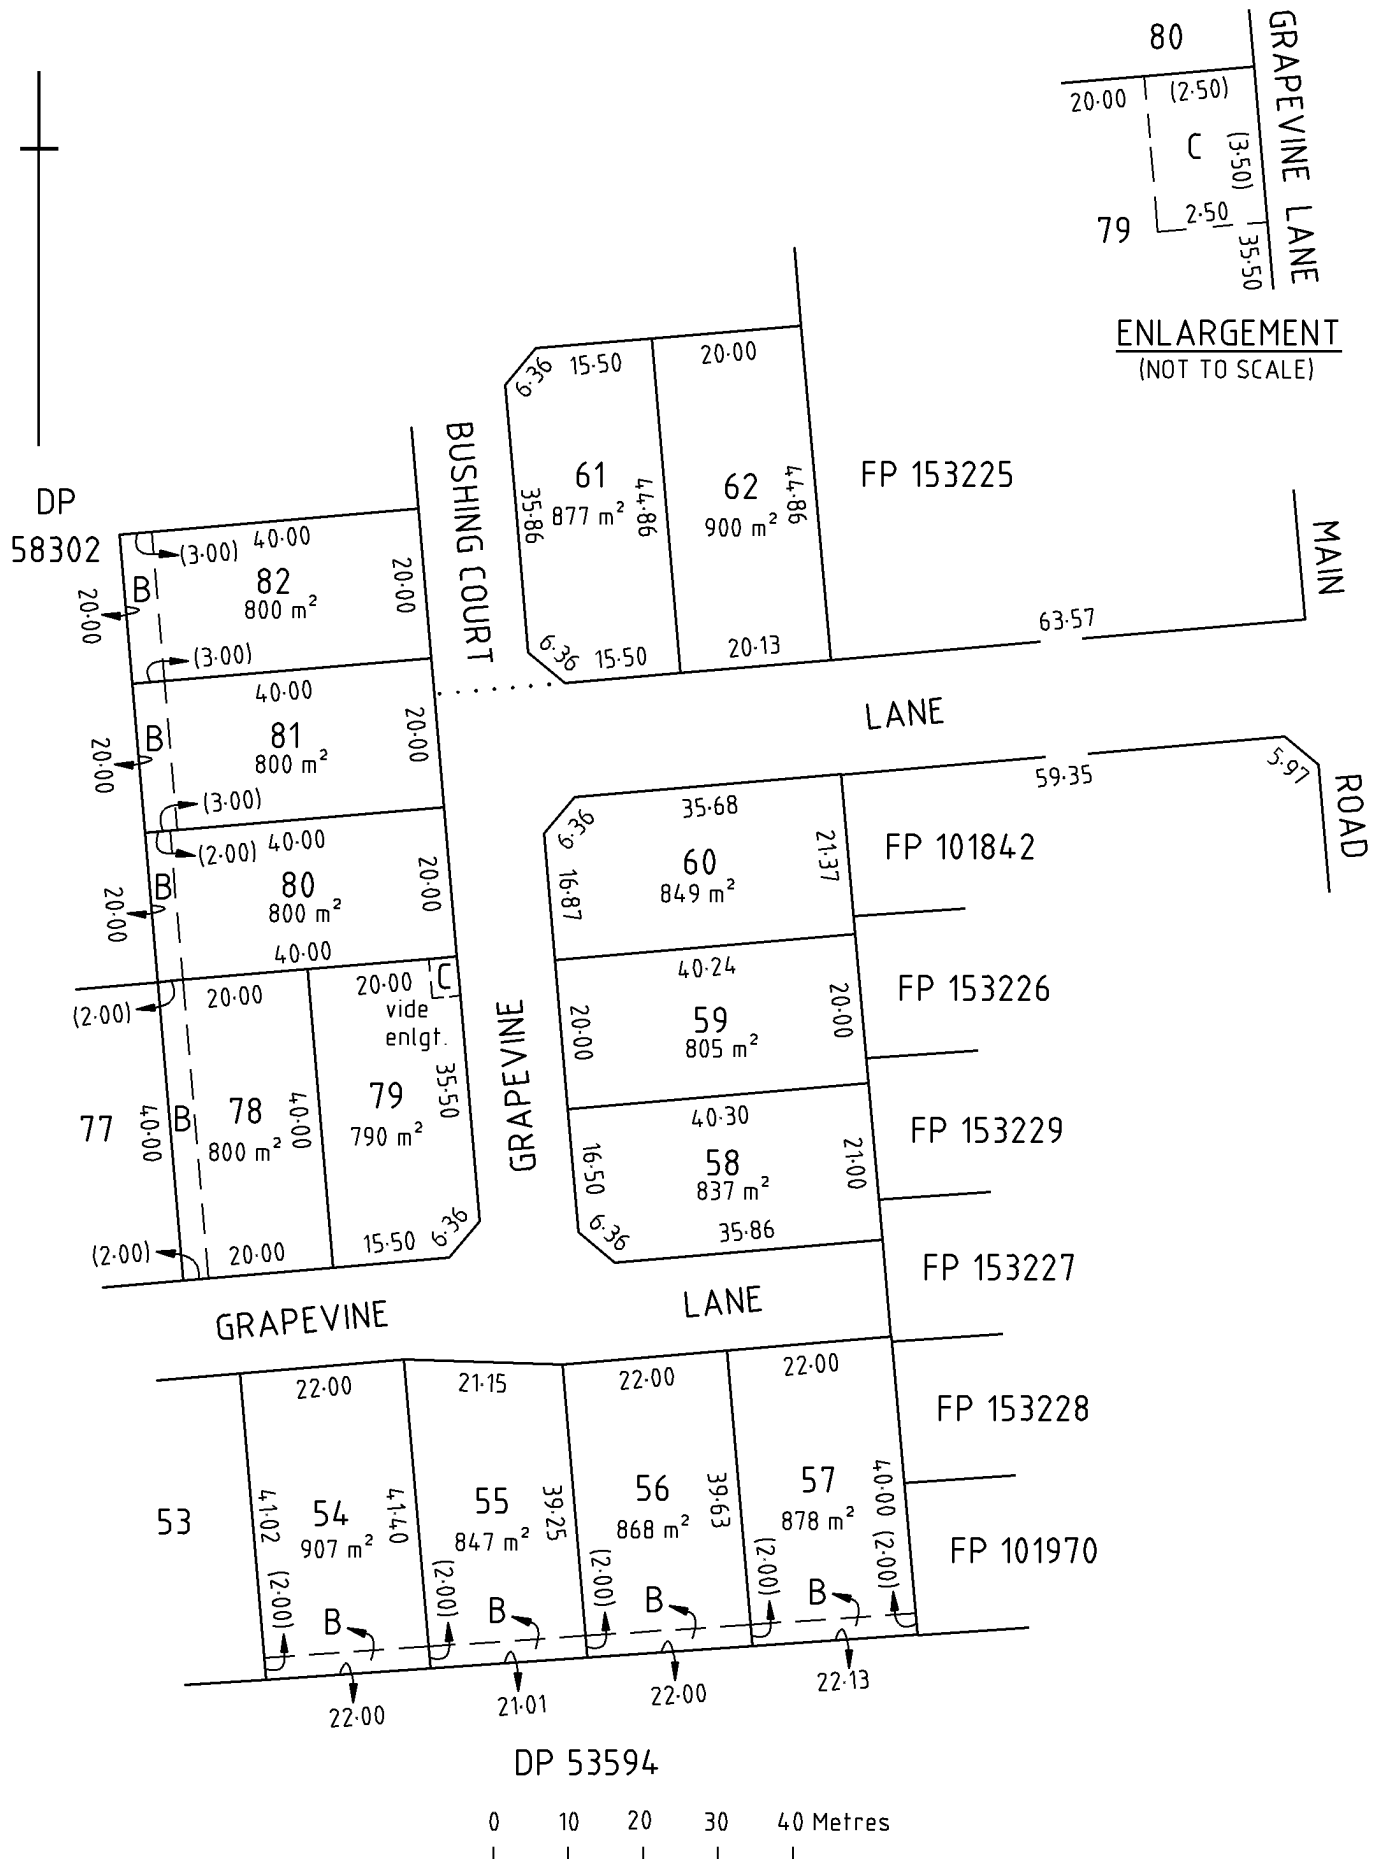 80
20·00
(2·50)
C
(3·50)
2·50
79
35·50
GRAPEVINE LANE
ENLARGEMENT
(NOT TO SCALE)
6·36
15·50
20·00
BUSHING COURT
61
877 m²
35·86
44·86
62
900 m²
44·86
FP 153225
6·36
15·50
20·13
63·57
MAIN
ROAD
DP
58302
(3·00)
40·00
82
800 m²
B
20·00
20·00
(3·00)
40·00
81
800 m²
B
20·00
20·00
(3·00)
(2·00)
40·00
80
800 m²
B
20·00
20·00
40·00
LANE
59·35
5·97
6·36
35·68
60
849 m²
16·87
21·37
FP 101842
40·24
59
805 m²
20·00
20·00
FP 153226
40·30
58
837 m²
16·50
21·00
FP 153229
6·36
35·86
FP 153227
(2·00)
20·00
20·00
C
vide
enlgt.
GRAPEVINE
77
40·00
B
78
800 m²
40·00
79
790 m²
35·50
(2·00)
20·00
15·50
6·36
GRAPEVINE
LANE
22·00
21·15
22·00
22·00
FP 153228
53
41·02
54
907 m²
41·40
55
847 m²
39·25
56
868 m²
39·63
57
878 m²
40·00
FP 101970
(2·00)
B
(2·00)
B
(2·00)
B
(2·00)
B
(2·00)
22·00
21·01
22·00
22·13
DP 53594
0 10 20 30 40 Metres